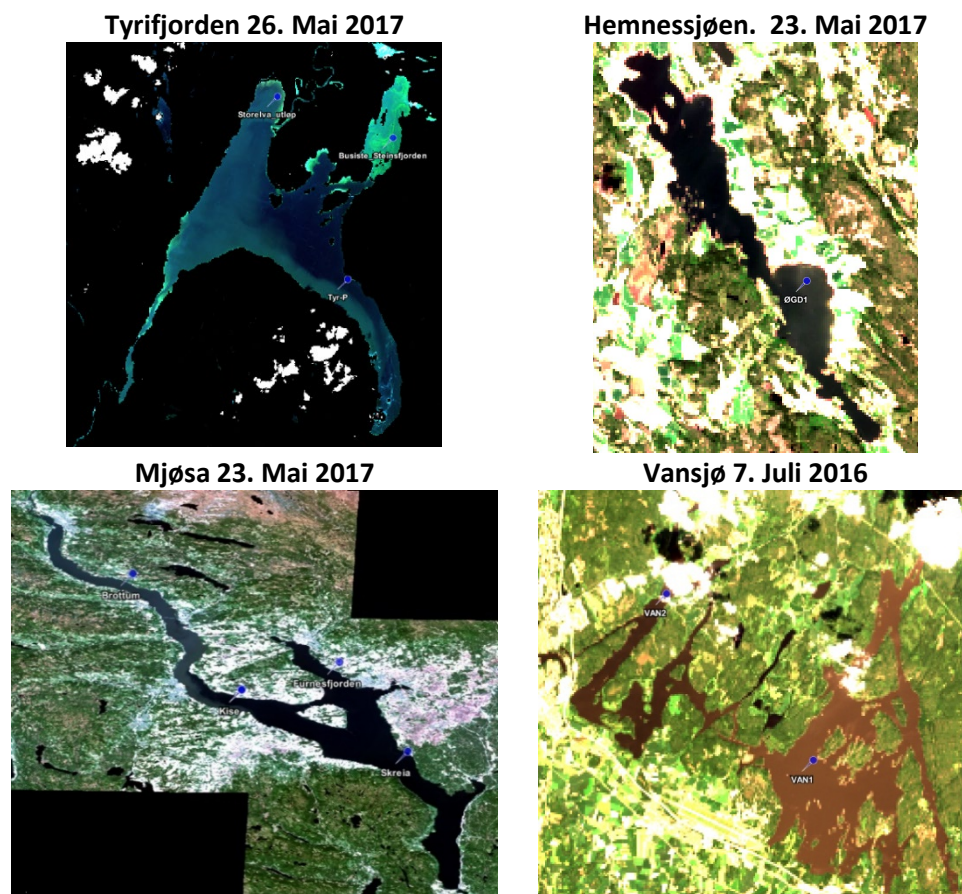 Tyrifjorden 26. Mai 2017
Storelva_utløp
Busiste_Steinsfjorden
Tyr-P
Hemnessjøen.  23. Mai 2017
ØGD1
Mjøsa 23. Mai 2017
Brottum
Furnesfjorden
Kise
Skreia
Vansjø 7. Juli 2016
VAN2
VAN1